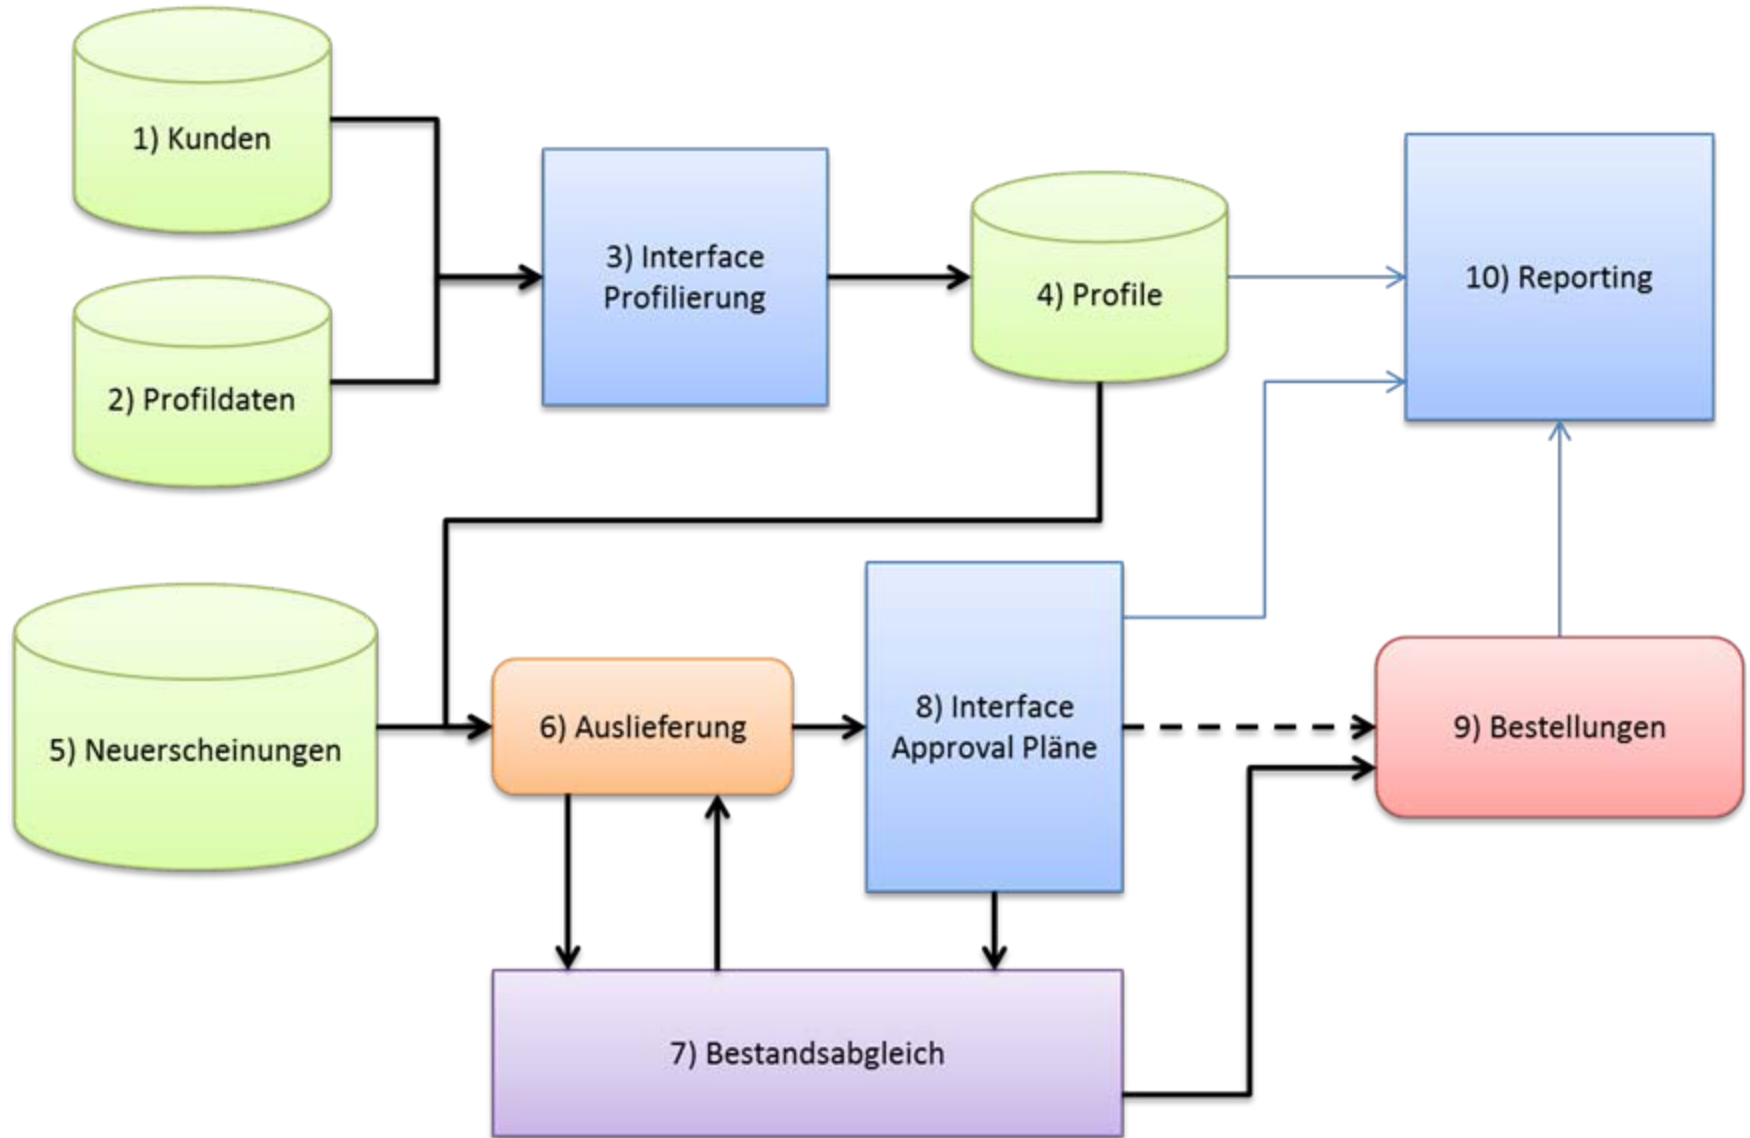 1) Kunden
2) Profildaten
3) Interface
Profilierung
4) Profile
10) Reporting
5) Neuerscheinungen
6) Auslieferung
8) Interface
Approval Pläne
9) Bestellungen
7) Bestandsabgleich